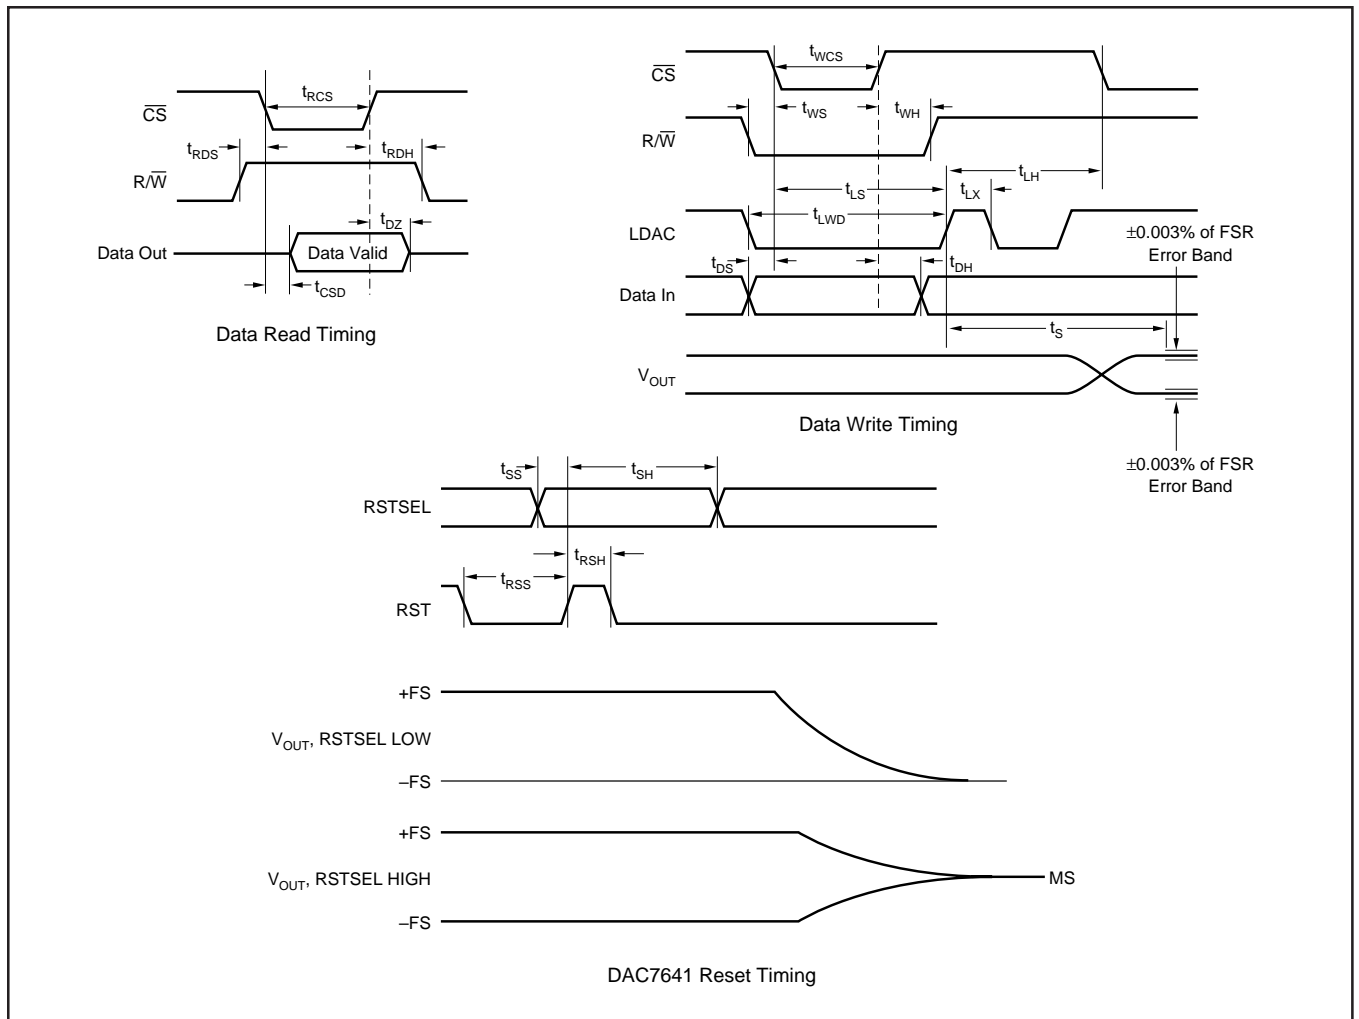 CS
tRCS
tRDS
tRDH
R/W
tDZ
Data Out
Data Valid
tCSD
Data Read Timing
CS
tWCS
tWS
tWH
R/W
tLS
tLH
tLX
tLWD
LDAC
±0.003% of FSR
Error Band
tDS
tDH
Data In
tS
VOUT
Data Write Timing
±0.003% of FSR
Error Band
tSS
tSH
RSTSEL
tRSH
tRSS
RST
+FS
VOUT, RSTSEL LOW
–FS
+FS
VOUT, RSTSEL HIGH
MS
–FS
DAC7641 Reset Timing